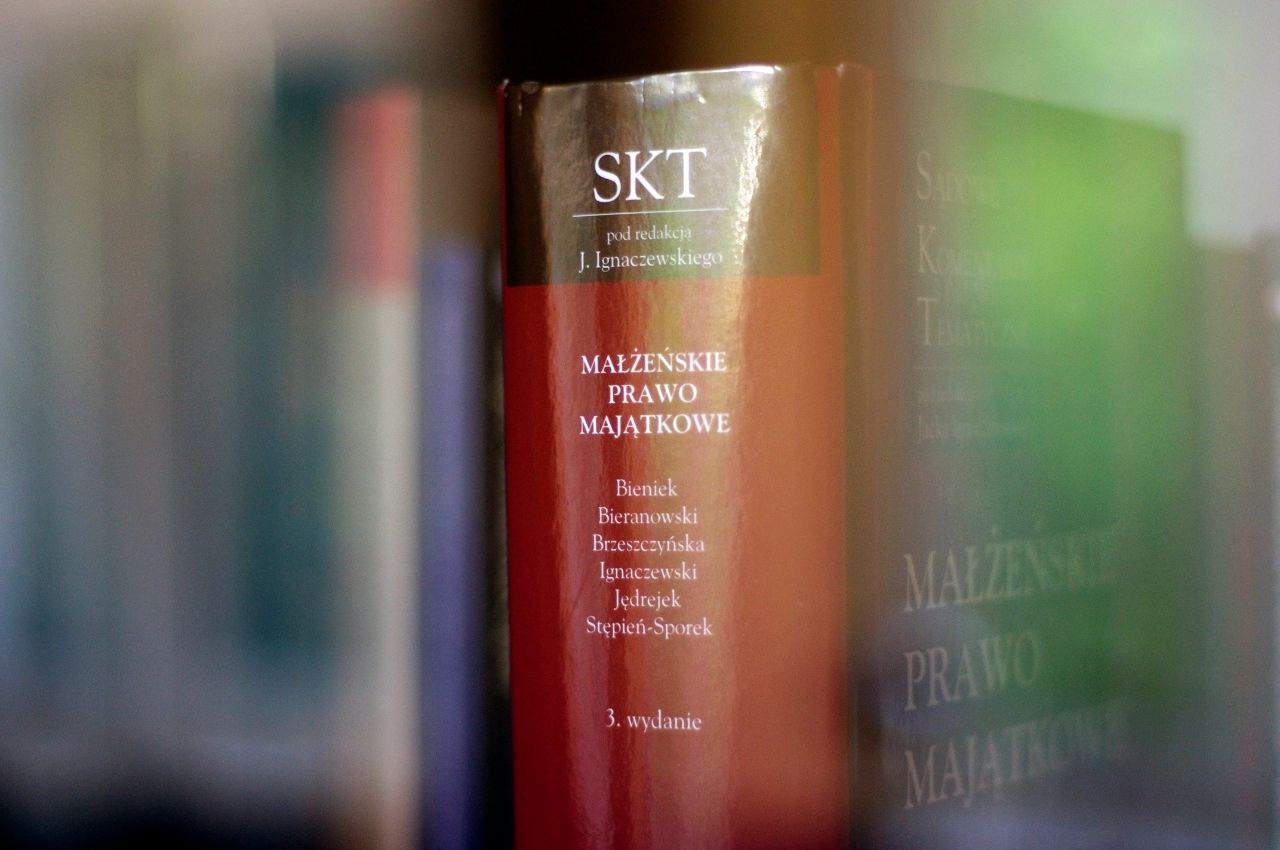 SKT
pod redakcją
J. Ignaczewskiego
MAŁŻEŃSKIE
PRAWO
MAJĄTKOWE
Bieniek
Bieranowski
Brzeszczyńska
Ignaczewski
Jędrejek
Stępień-Sporek
3. wydanie
MAŁŻEŃSKIE
PRAWO
MAJĄTKOWE